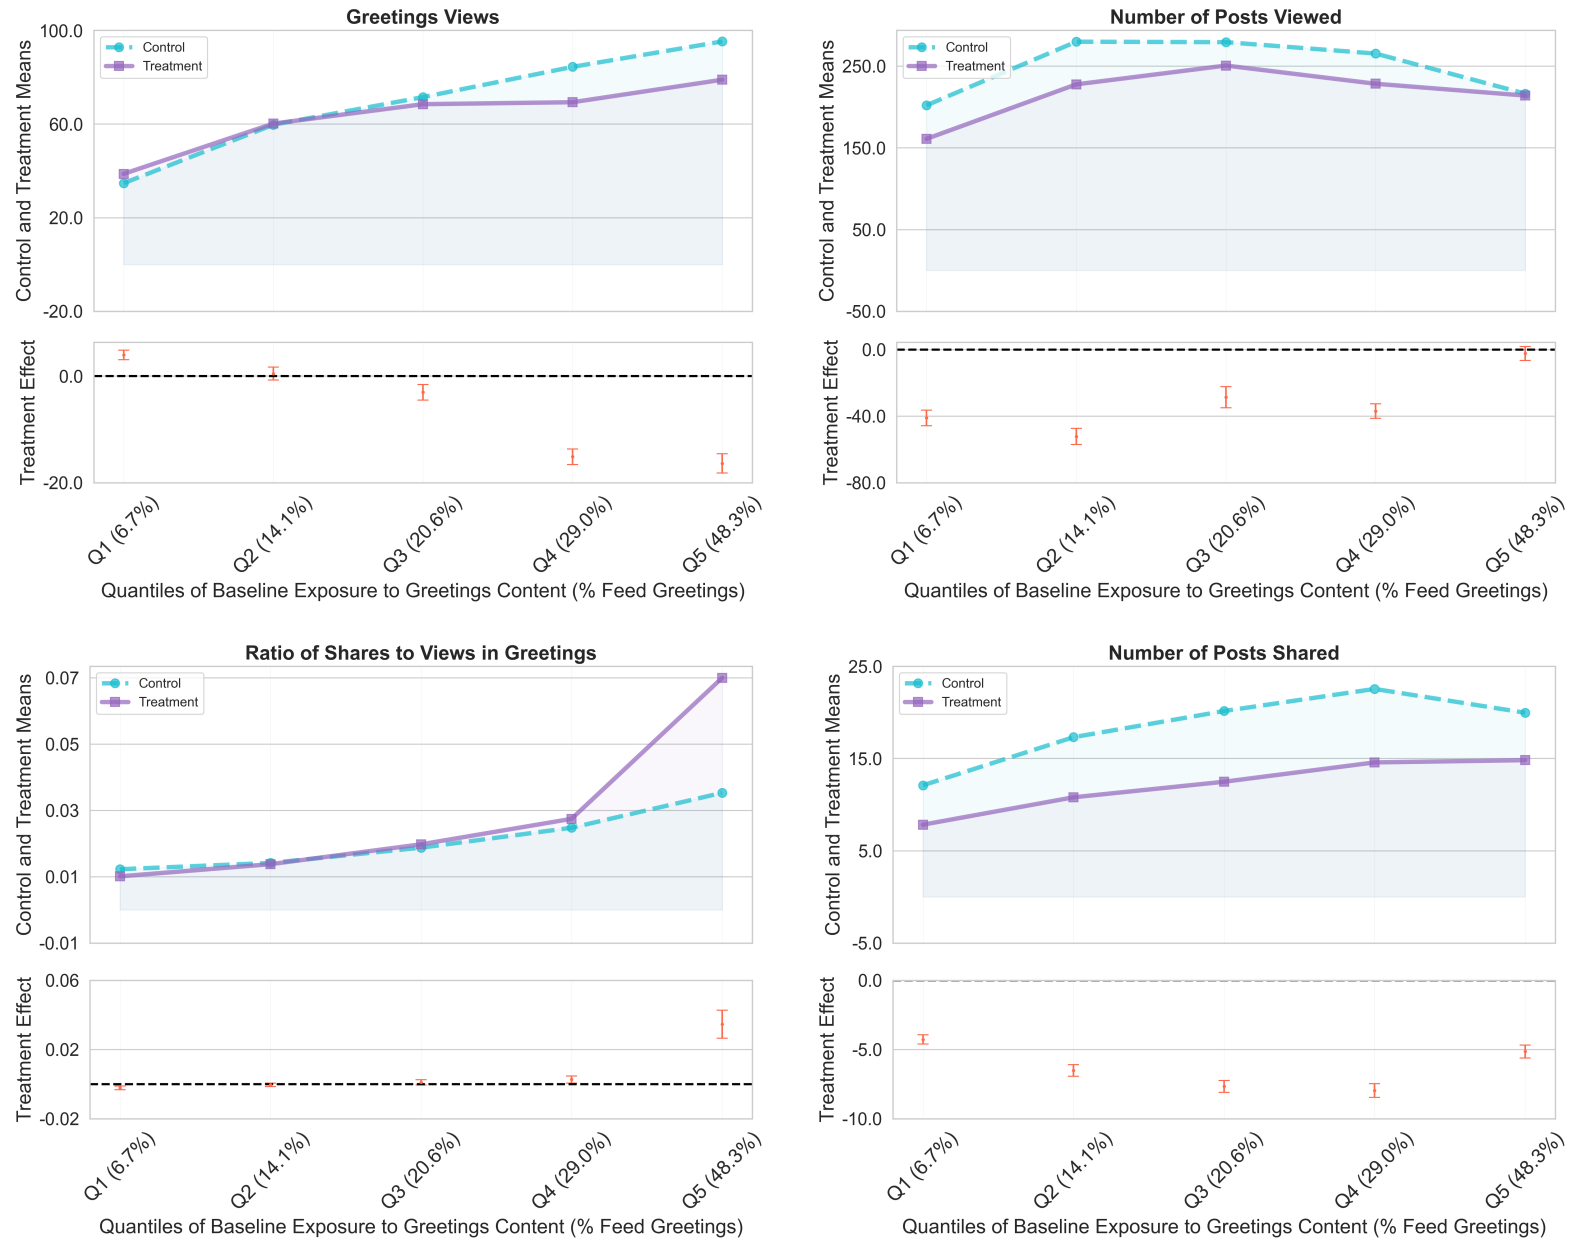 Greetings Views
Control and Treatment Means
100.0
60.0
20.0
-20.0
Control
Treatment
Treatment Effect
0.0
-20.0
Q1 (6.7%)
Q2 (14.1%)
Q3 (20.6%)
Q4 (29.0%)
Q5 (48.3%)
Quantiles of Baseline Exposure to Greetings Content (% Feed Greetings)
Number of Posts Viewed
Control and Treatment Means
250.0
150.0
50.0
-50.0
Control
Treatment
Treatment Effect
0.0
-40.0
-80.0
Q1 (6.7%)
Q2 (14.1%)
Q3 (20.6%)
Q4 (29.0%)
Q5 (48.3%)
Quantiles of Baseline Exposure to Greetings Content (% Feed Greetings)
Ratio of Shares to Views in Greetings
Control and Treatment Means
0.07
0.05
0.03
0.01
-0.01
Control
Treatment
Treatment Effect
0.06
0.02
-0.02
Q1 (6.7%)
Q2 (14.1%)
Q3 (20.6%)
Q4 (29.0%)
Q5 (48.3%)
Quantiles of Baseline Exposure to Greetings Content (% Feed Greetings)
Number of Posts Shared
Control and Treatment Means
25.0
15.0
5.0
-5.0
Control
Treatment
Treatment Effect
0.0
-5.0
-10.0
Q1 (6.7%)
Q2 (14.1%)
Q3 (20.6%)
Q4 (29.0%)
Q5 (48.3%)
Quantiles of Baseline Exposure to Greetings Content (% Feed Greetings)